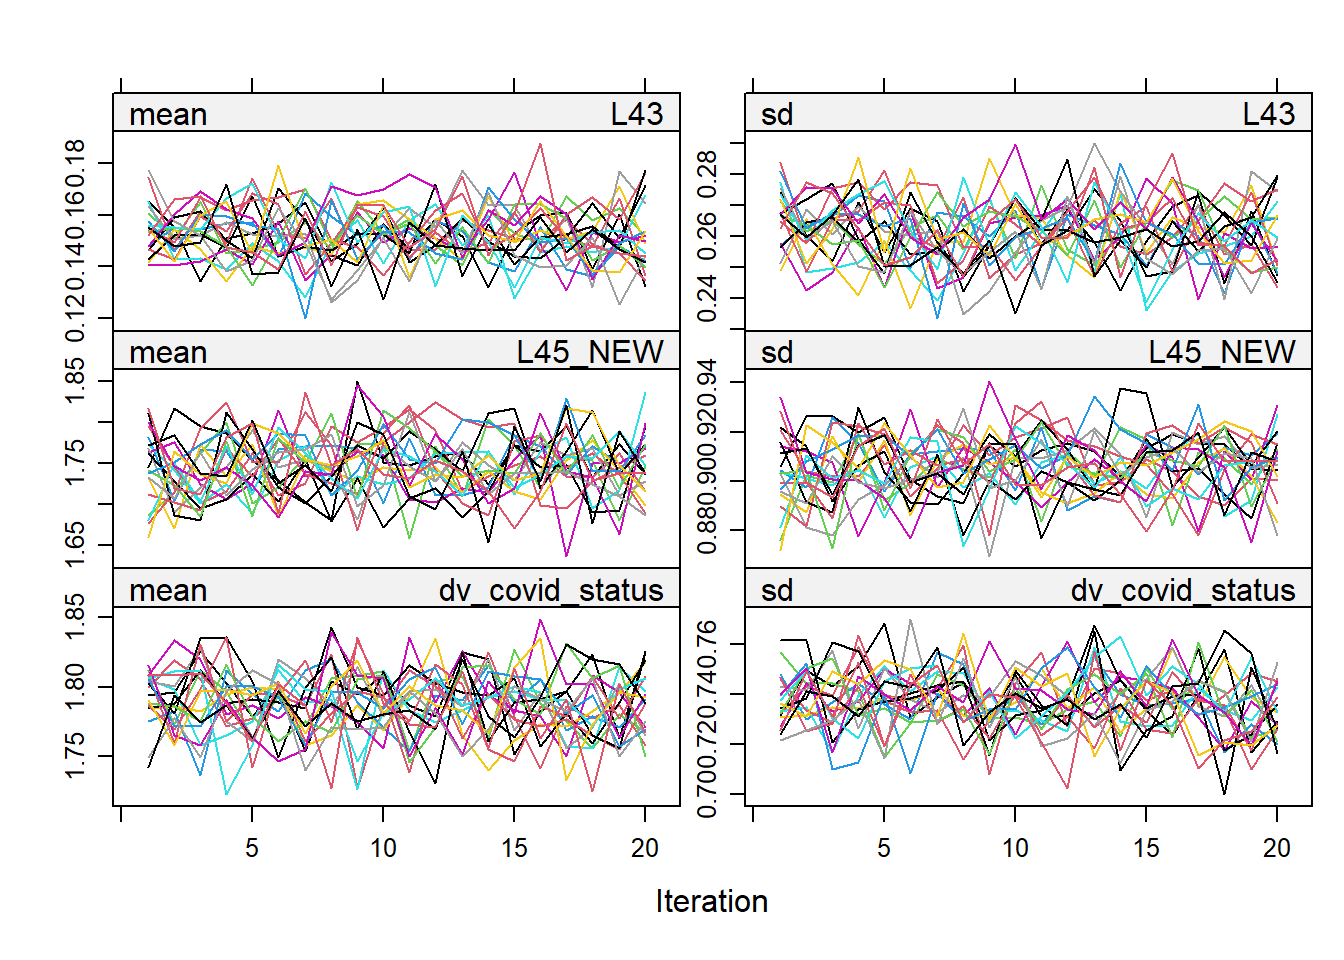 mean L43
sd L43
0.12 0.14 0.16 0.18
0.24 0.26 0.28
mean L45_NEW
sd L45_NEW
1.65 1.75 1.85
0.88 0.90 0.92 0.94
mean dv_covid_status
sd dv_covid_status
1.75 1.80 1.85
0.70 0.72 0.74 0.76
5 10 15 20
5 10 15 20
Iteration